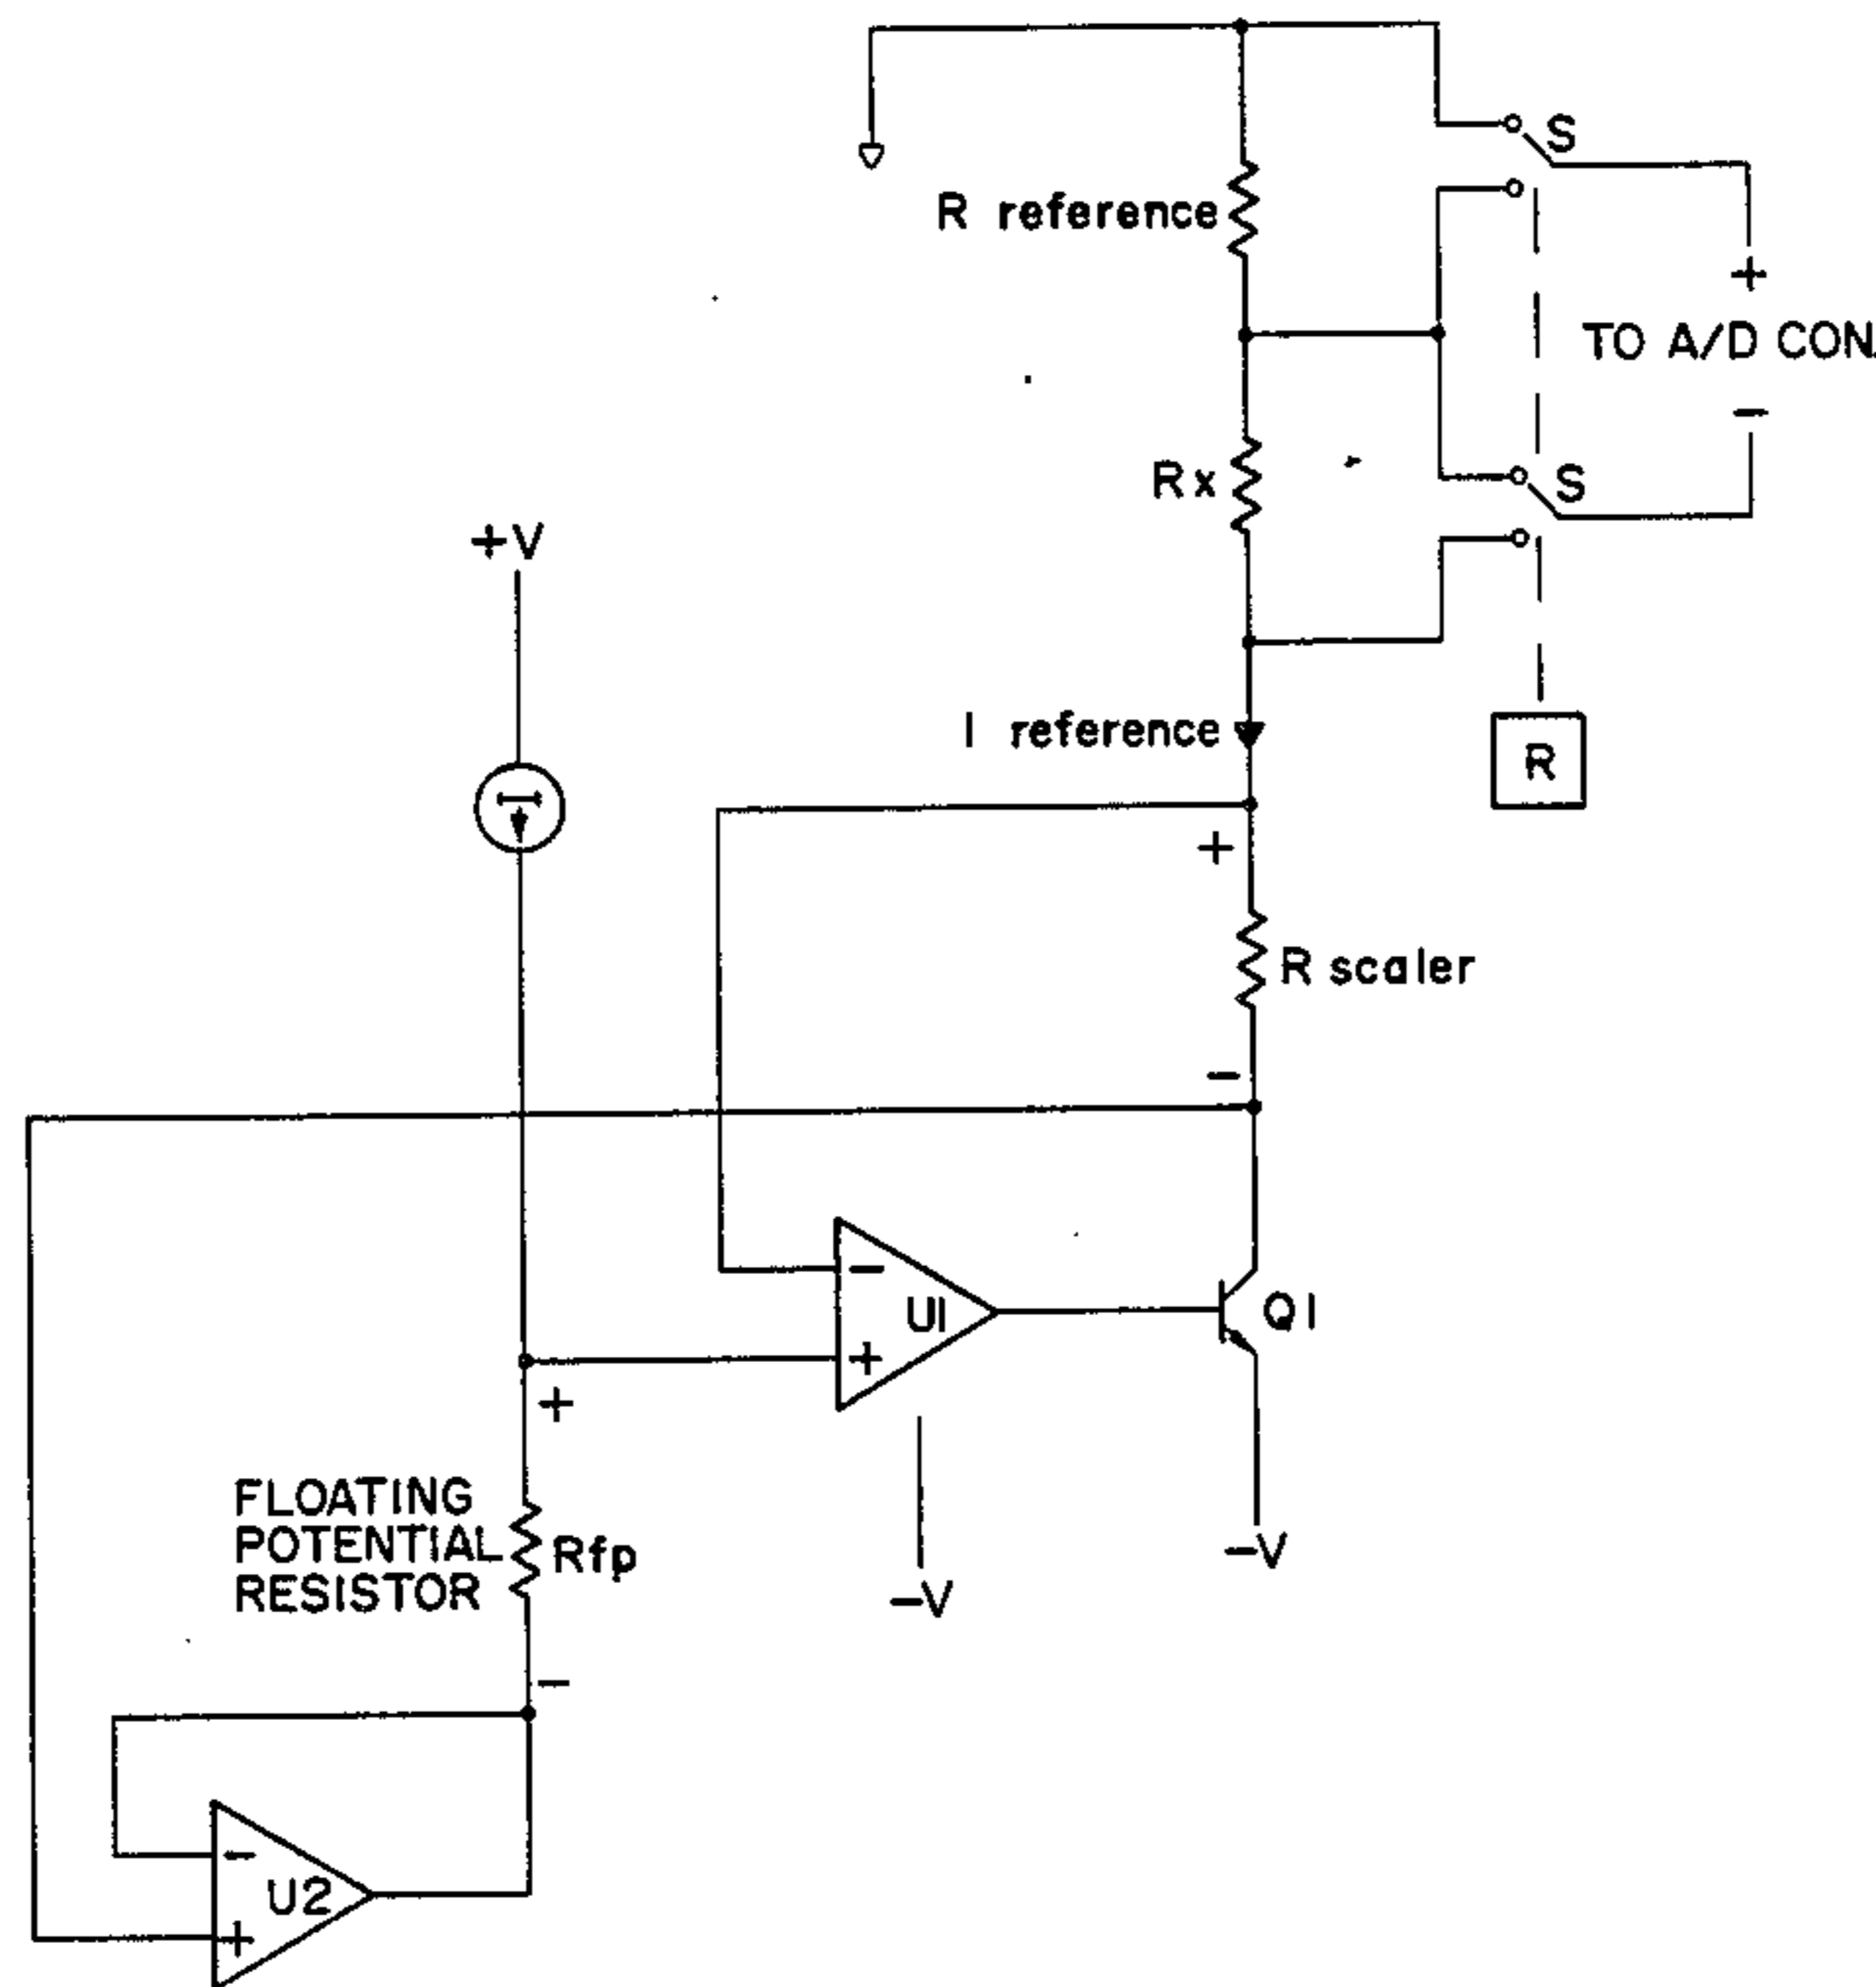 S
R reference
+
TO A/D CON.
-
Rx
S
+V
I reference
R
I
+
R scaler
-
-
U1
+
Q1
+
FLOATING
POTENTIAL
RESISTOR
Rfp
-V
-V
-
-
U2
+